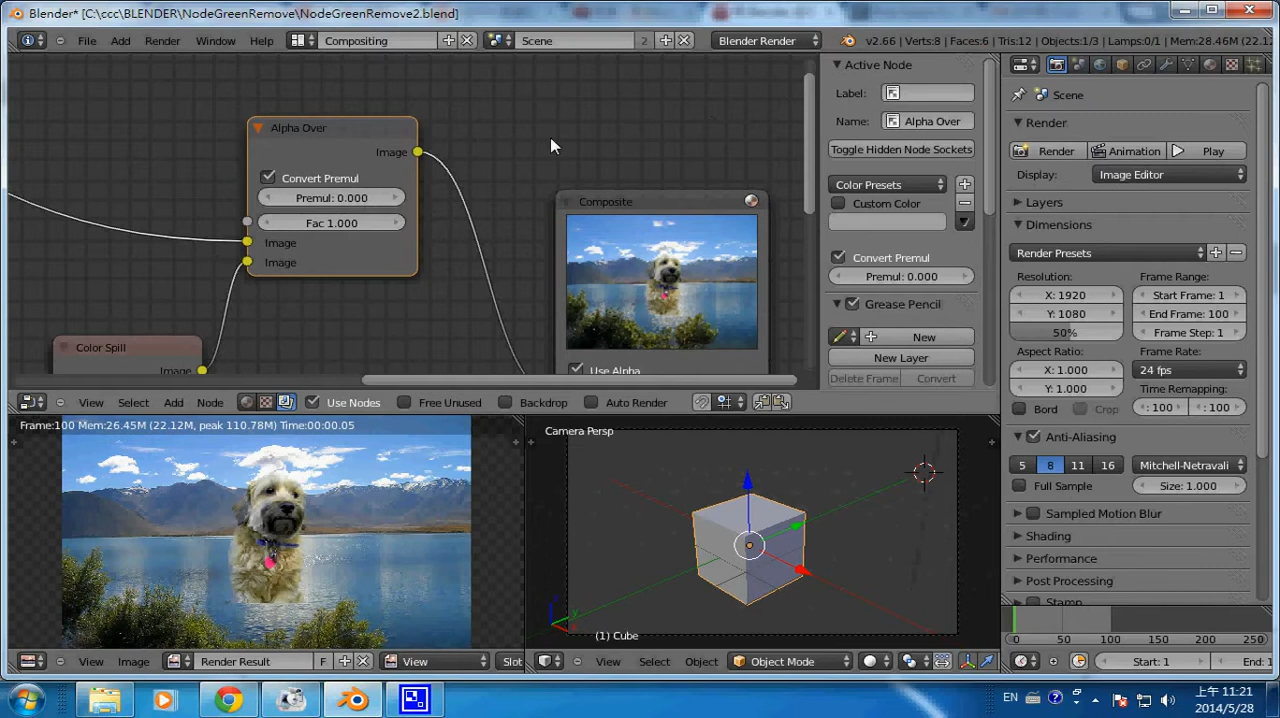 Blender* [C:\ccc\BLENDER\NodeGreenRemove\NodeGreenRemove2.blend]
File Add Render Window Help Compositing Scene 2 Blender Render v2.66 | Verts:8 | Faces:6 | Tris:12 | Objects:1/3 | Lamps:0/1 | Mem:28.46M (22.12
Alpha Over
Image
Convert Premul
Premul: 0.000
Fac 1.000
Image
Image
Color Spill
Image
Composite
Use Alpha
Active Node
Label:
Name: Alpha Over
Toggle Hidden Node Sockets
Color Presets
Custom Color
Convert Premul
Premul: 0.000
Grease Pencil
New
New Layer
Delete Frame Convert
Scene
Render
Render Animation Play
Display: Image Editor
Layers
Dimensions
Render Presets
Resolution: Frame Range:
X: 1920 Start Frame: 1
Y: 1080 End Frame: 100
50% Frame Step: 1
Aspect Ratio: Frame Rate:
X: 1.000 24 fps
Y: 1.000 Time Remapping:
Bord Crop : 100 : 100
Anti-Aliasing
5 8 11 16 Mitchell-Netravali
Full Sample Size: 1.000
Sampled Motion Blur
Shading
Performance
Post Processing
Stamp
View Select Add Node Use Nodes Free Unused Backdrop Auto Render
Frame:100 Mem:26.45M (22.12M, peak 110.78M) Time:00:00.05
Camera Persp
z
y
x
(1) Cube
0 50 100 150 200 250
View Image Render Result F View Slot
View Select Object Object Mode
Start: 1 End: 1
EN
上午 11:21
2014/5/28